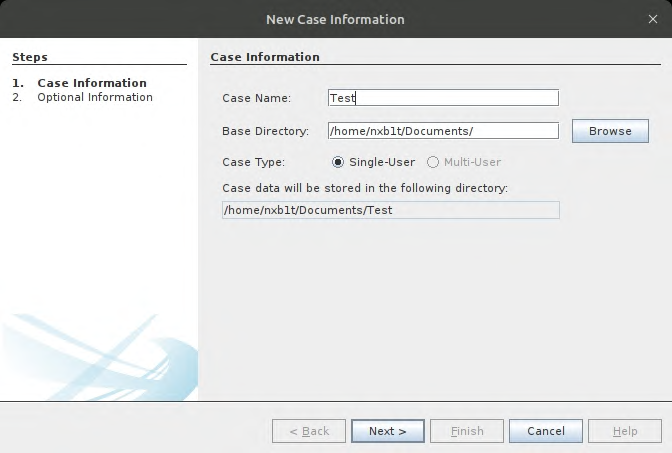 New Case Information
Steps
1. Case Information
2. Optional Information
Case Information
Case Name: Test
Base Directory: /home/nxb1t/Documents/ Browse
Case Type: Single-User Multi-User
Case data will be stored in the following directory:
/home/nxb1t/Documents/Test
< Back Next > Finish Cancel Help